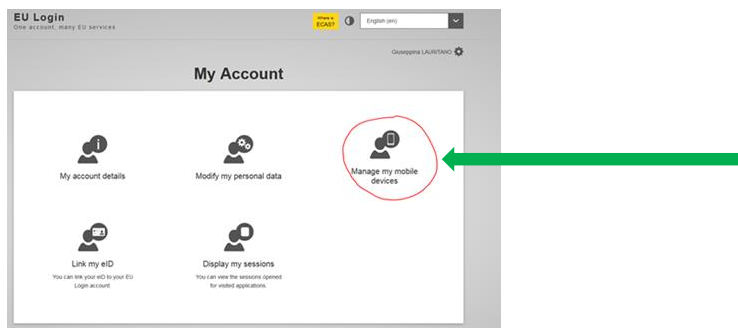 EU Login
One account, many EU services
Where is
ECAS?
English (en)
Giuseppina LAURITANO
My Account
My account details
Modify my personal data
Manage my mobile
devices
Link my eID
You can link your eID to your EU
Login account
Display my sessions
You can view the sessions opened
for visited applications.